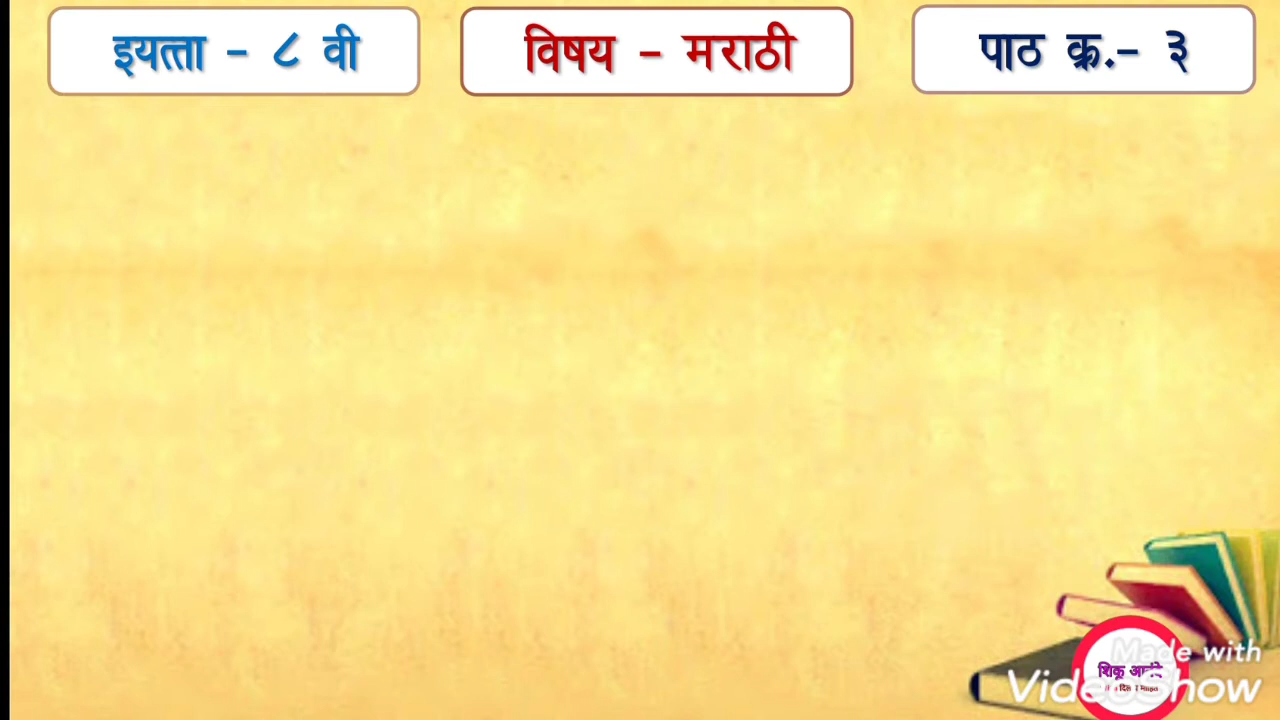 इयत्ता - ८ वी
विषय - मराठी
पाठ क्र.- ३
Made with
VideoShow
शिकू